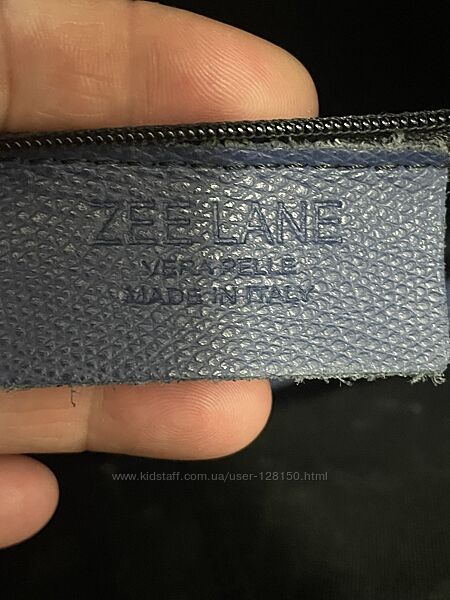 ZEE LANE
VERA PELLE
MADE IN ITALY
www.kidstaff.com.ua/user-128150.html